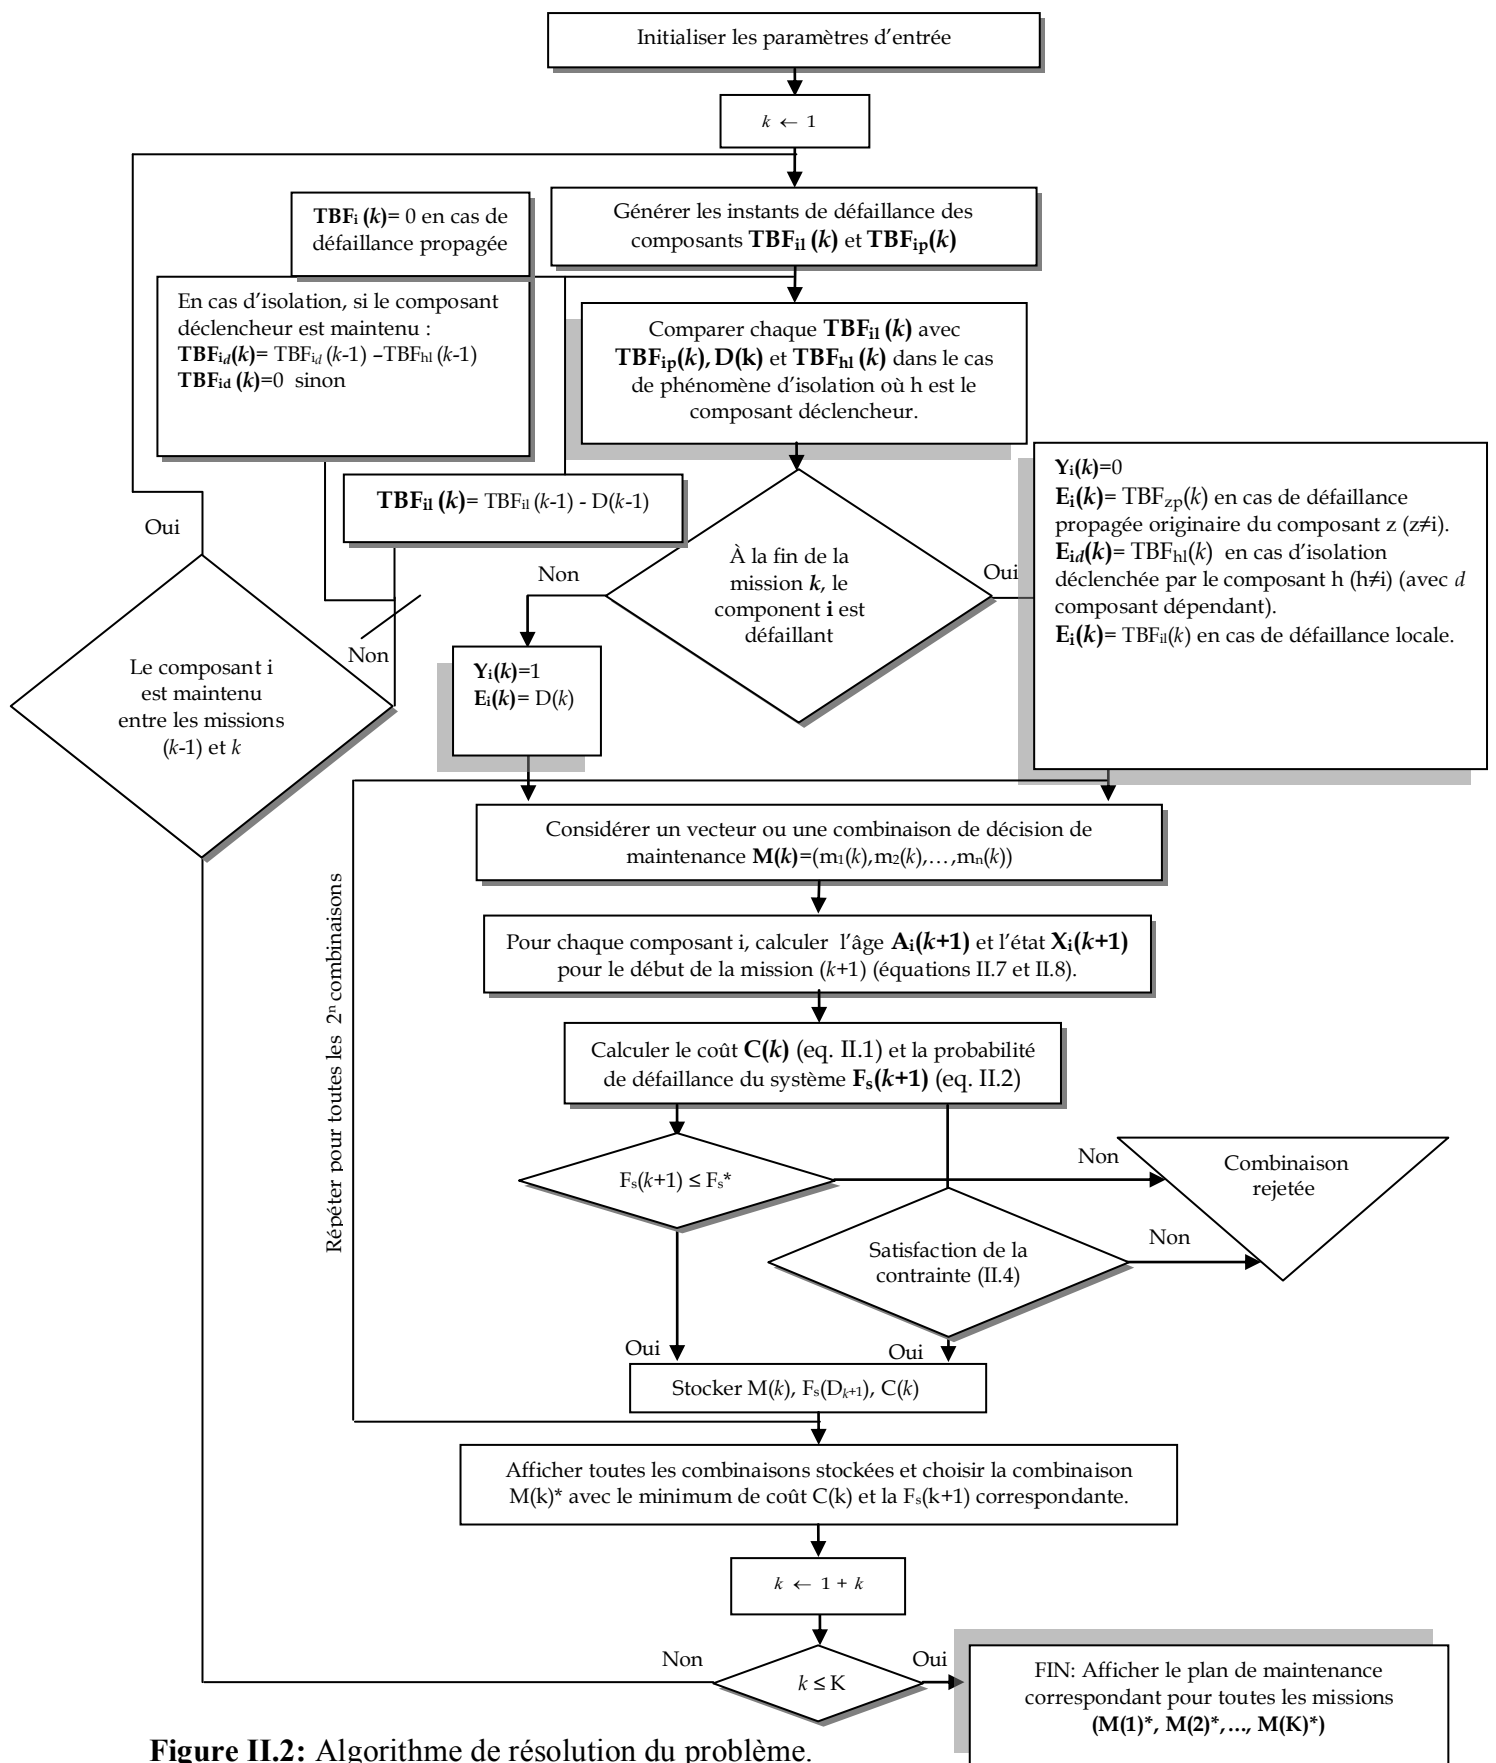 Initialiser les paramètres d’entrée
k ← 1
Générer les instants de défaillance des
composants TBFil (k) et TBFip(k)
TBFi (k)= 0 en cas de
défaillance propagée
En cas d’isolation, si le composant
déclencheur est maintenu :
TBFid(k)= TBFid (k-1) –TBFhl (k-1)
TBFid (k)=0 sinon
Comparer chaque TBFil (k) avec
TBFip(k), D(k) et TBFhl (k) dans le cas
de phénomène d’isolation où h est le
composant déclencheur.
TBFil (k)= TBFil (k-1) - D(k-1)
Oui
Non
À la fin de la
mission k, le
component i est
défaillant
Non
Oui
Yi(k)=0
Ei(k)= TBFzp(k) en cas de défaillance
propagée originaire du composant z (z≠i).
Eid(k)= TBFhl(k) en cas d’isolation
déclenchée par le composant h (h≠i) (avec d
composant dépendant).
Ei(k)= TBFil(k) en cas de défaillance locale.
Yi(k)=1
Ei(k)= D(k)
Le composant i
est maintenu
entre les missions
(k-1) et k
Considérer un vecteur ou une combinaison de décision de
maintenance M(k)=(m1(k),m2(k),…,mn(k))
Répéter pour toutes les 2ⁿ combinaisons
Pour chaque composant i, calculer l’âge Ai(k+1) et l’état Xi(k+1)
pour le début de la mission (k+1) (équations II.7 et II.8).
Calculer le coût C(k) (eq. II.1) et la probabilité
de défaillance du système Fs(k+1) (eq. II.2)
Fs(k+1) ≤ Fs*
Non
Combinaison
rejetée
Satisfaction de la
contrainte (II.4)
Non
Oui
Oui
Stocker M(k), Fs(Dk+1), C(k)
Afficher toutes les combinaisons stockées et choisir la combinaison
M(k)* avec le minimum de coût C(k) et la Fs(k+1) correspondante.
k ← 1 + k
Non
k ≤ K
Oui
FIN: Afficher le plan de maintenance
correspondant pour toutes les missions
(M(1)*, M(2)*,…, M(K)*)
Figure II.2: Algorithme de résolution du problème.